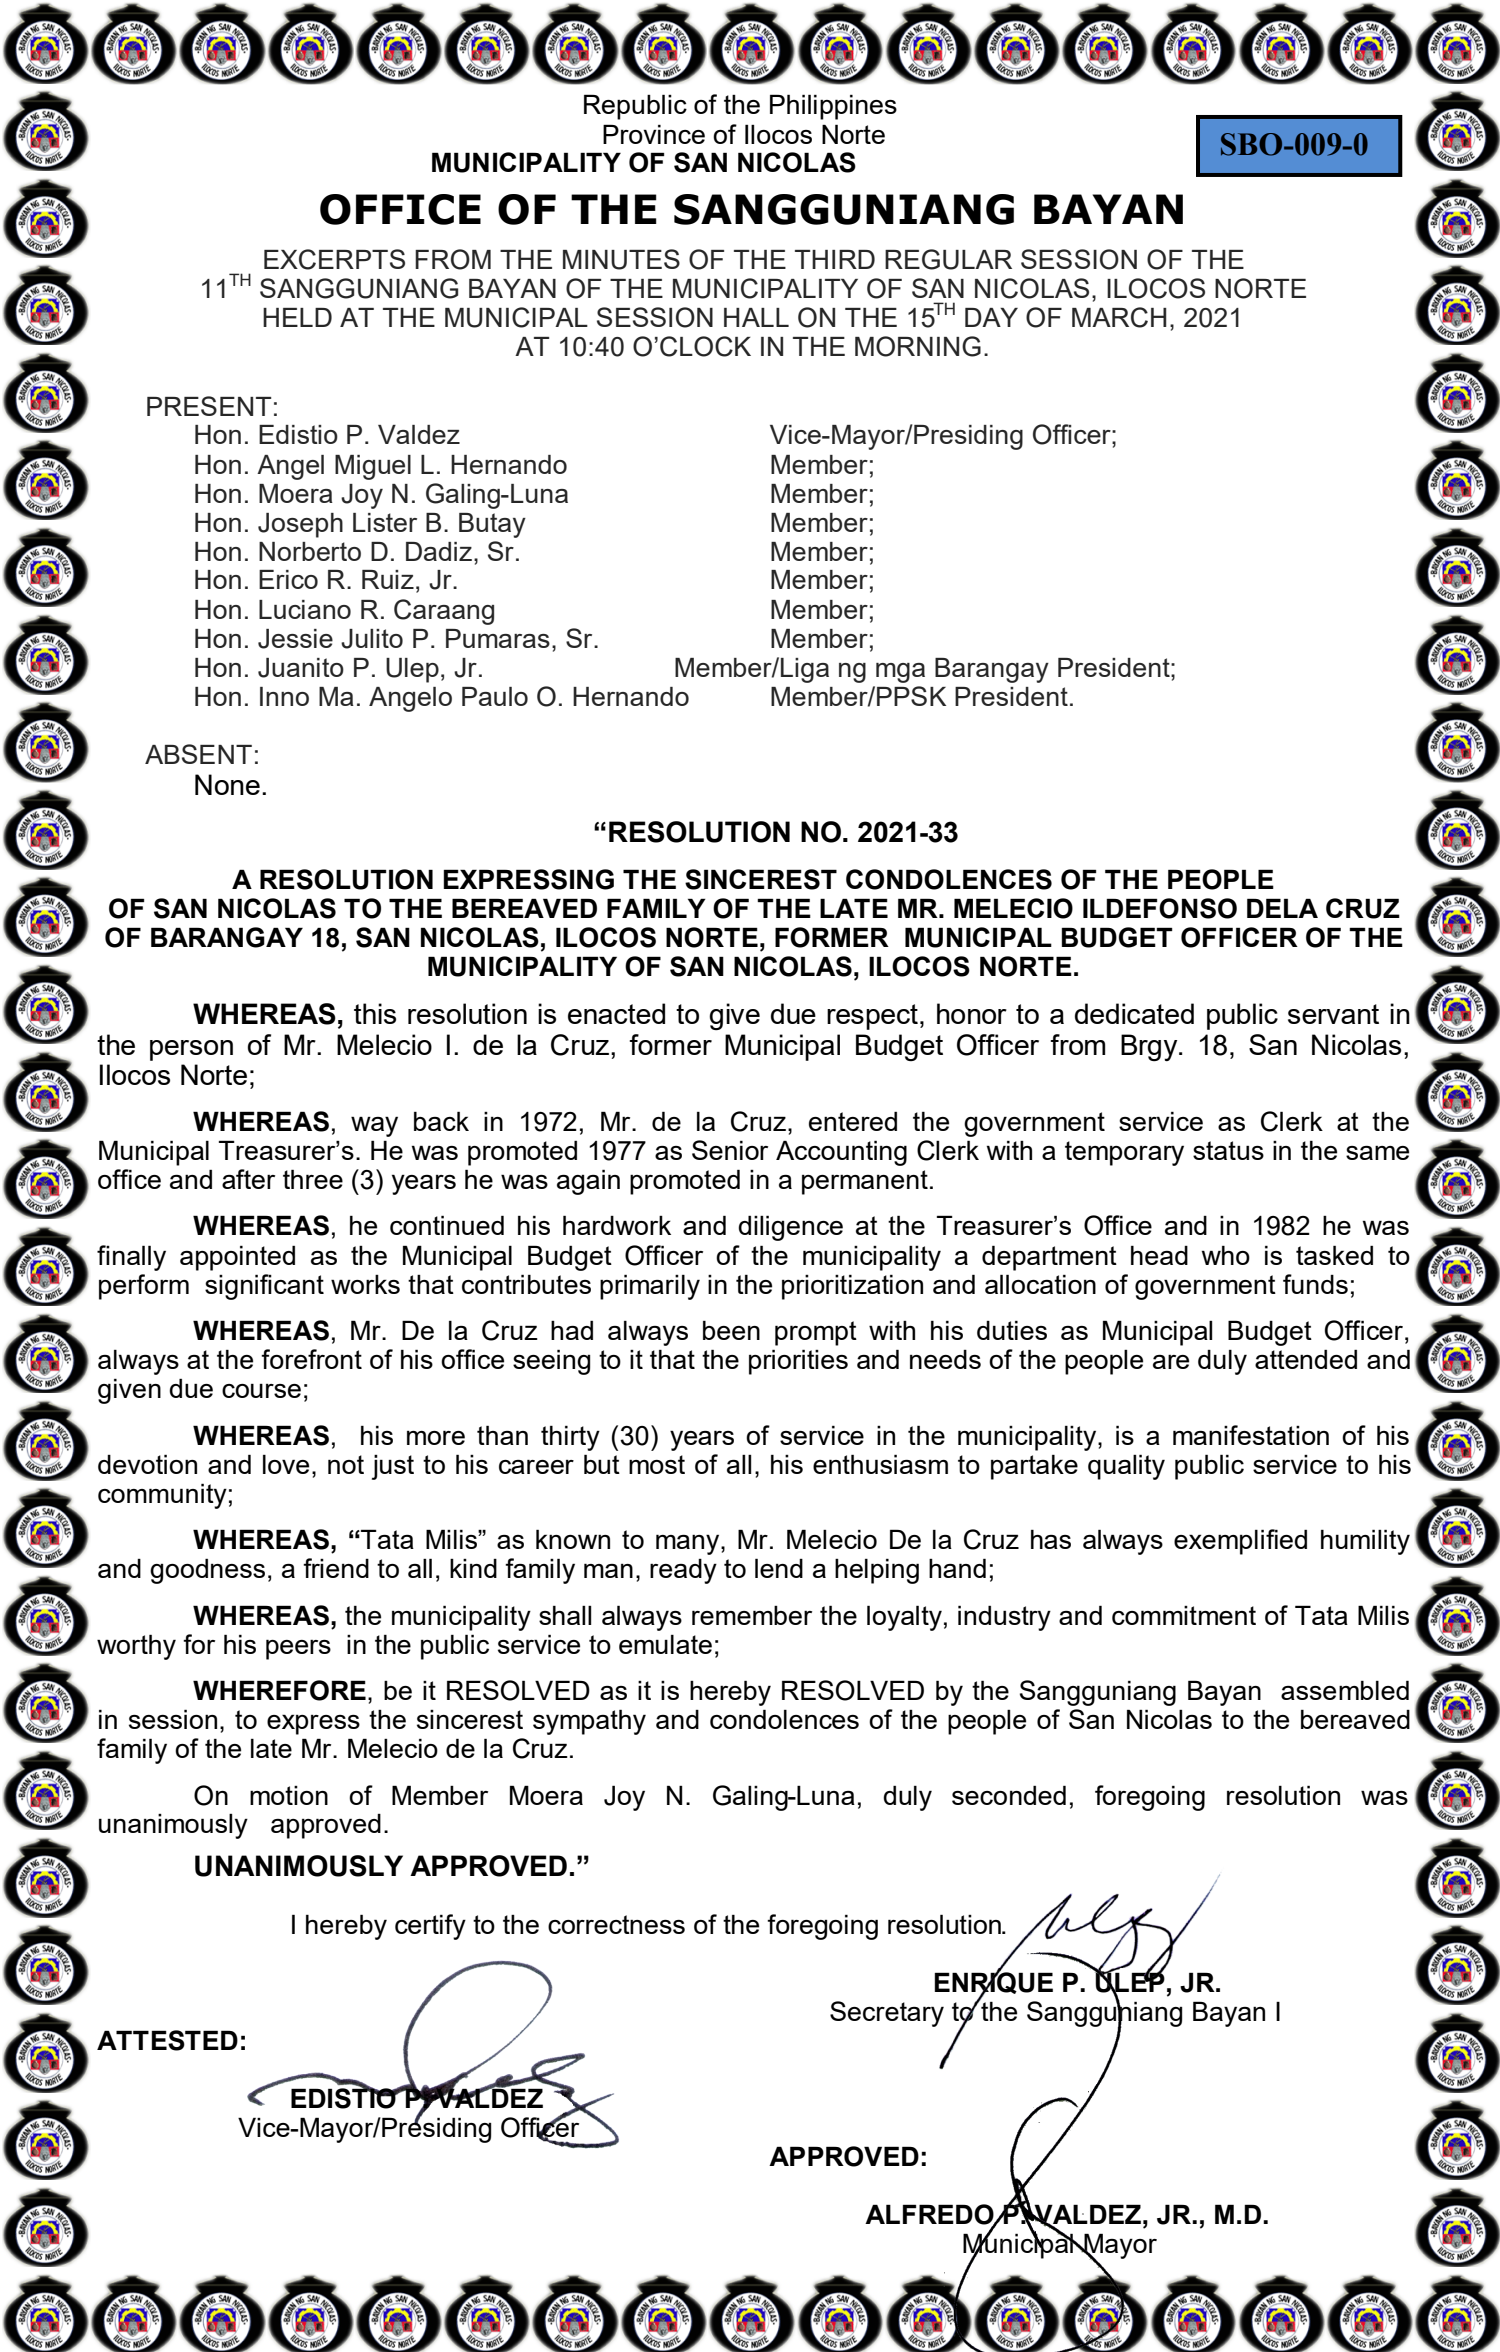 Republic of the Philippines
Province of Ilocos Norte
SBO-009-0
MUNICIPALITY OF SAN NICOLAS
OFFICE OF THE SANGGUNIANG BAYAN
EXCERPTS FROM THE MINUTES OF THE THIRD REGULAR SESSION OF THE
11TH SANGGUNIANG BAYAN OF THE MUNICIPALITY OF SAN NICOLAS, ILOCOS NORTE
HELD AT THE MUNICIPAL SESSION HALL ON THE 15TH DAY OF MARCH, 2021
AT 10:40 O’CLOCK IN THE MORNING.
PRESENT:
Hon. Edistio P. Valdez Vice-Mayor/Presiding Officer;
Hon. Angel Miguel L. Hernando Member;
Hon. Moera Joy N. Galing-Luna Member;
Hon. Joseph Lister B. Butay Member;
Hon. Norberto D. Dadiz, Sr. Member;
Hon. Erico R. Ruiz, Jr. Member;
Hon. Luciano R. Caraang Member;
Hon. Jessie Julito P. Pumaras, Sr. Member;
Hon. Juanito P. Ulep, Jr. Member/Liga ng mga Barangay President;
Hon. Inno Ma. Angelo Paulo O. Hernando Member/PPSK President.
ABSENT:
None.
“RESOLUTION NO. 2021-33
A RESOLUTION EXPRESSING THE SINCEREST CONDOLENCES OF THE PEOPLE
OF SAN NICOLAS TO THE BEREAVED FAMILY OF THE LATE MR. MELECIO ILDEFONSO DELA CRUZ
OF BARANGAY 18, SAN NICOLAS, ILOCOS NORTE, FORMER MUNICIPAL BUDGET OFFICER OF THE
MUNICIPALITY OF SAN NICOLAS, ILOCOS NORTE.
WHEREAS, this resolution is enacted to give due respect, honor to a dedicated public servant in
the person of Mr. Melecio I. de la Cruz, former Municipal Budget Officer from Brgy. 18, San Nicolas,
Ilocos Norte;
WHEREAS, way back in 1972, Mr. de la Cruz, entered the government service as Clerk at the
Municipal Treasurer’s. He was promoted 1977 as Senior Accounting Clerk with a temporary status in the same
office and after three (3) years he was again promoted in a permanent.
WHEREAS, he continued his hardwork and diligence at the Treasurer’s Office and in 1982 he was
finally appointed as the Municipal Budget Officer of the municipality a department head who is tasked to
perform significant works that contributes primarily in the prioritization and allocation of government funds;
WHEREAS, Mr. De la Cruz had always been prompt with his duties as Municipal Budget Officer,
always at the forefront of his office seeing to it that the priorities and needs of the people are duly attended and
given due course;
WHEREAS, his more than thirty (30) years of service in the municipality, is a manifestation of his
devotion and love, not just to his career but most of all, his enthusiasm to partake quality public service to his
community;
WHEREAS, “Tata Milis” as known to many, Mr. Melecio De la Cruz has always exemplified humility
and goodness, a friend to all, kind family man, ready to lend a helping hand;
WHEREAS, the municipality shall always remember the loyalty, industry and commitment of Tata Milis
worthy for his peers in the public service to emulate;
WHEREFORE, be it RESOLVED as it is hereby RESOLVED by the Sangguniang Bayan assembled
in session, to express the sincerest sympathy and condolences of the people of San Nicolas to the bereaved
family of the late Mr. Melecio de la Cruz.
On motion of Member Moera Joy N. Galing-Luna, duly seconded, foregoing resolution was
unanimously approved.
UNANIMOUSLY APPROVED.”
I hereby certify to the correctness of the foregoing resolution.
ENRIQUE P. ULEP, JR.
Secretary to the Sangguniang Bayan I
ATTESTED:
EDISTIO P. VALDEZ
Vice-Mayor/Presiding Officer
APPROVED:
ALFREDO P. VALDEZ, JR., M.D.
Municipal Mayor